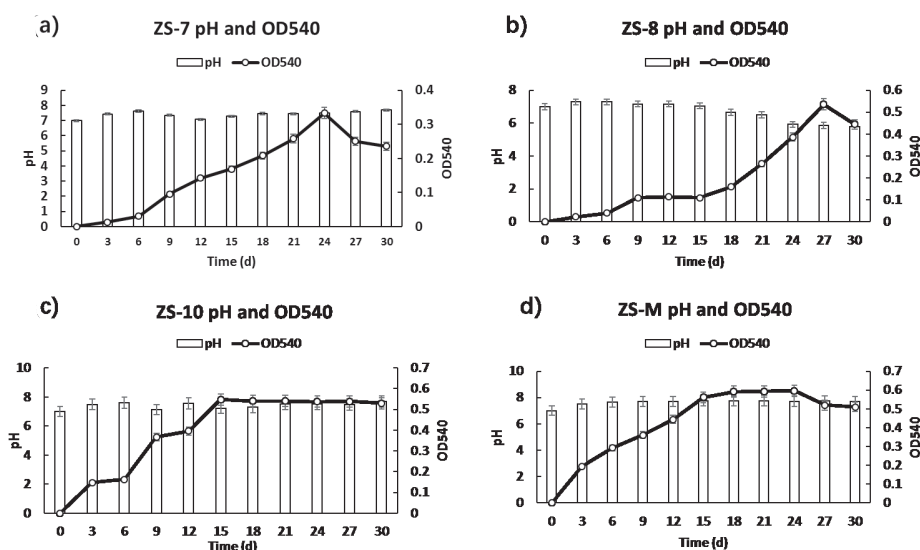 a)
ZS-7 pH and OD540
pH OD540
9
8
7
6
5
4
3
2
1
0
pH
0.4
0.3
0.2
0.1
0
OD540
0 3 6 9 12 15 18 21 24 27 30
Time (d)
b)
ZS-8 pH and OD540
pH OD540
8
6
4
2
0
pH
0.6
0.5
0.4
0.3
0.2
0.1
0
OD540
0 3 6 9 12 15 18 21 24 27 30
Time (d)
c)
ZS-10 pH and OD540
pH OD540
10
8
6
4
2
0
pH
0.7
0.6
0.5
0.4
0.3
0.2
0.1
0
OD540
0 3 6 9 12 15 18 21 24 27 30
Time (d)
d)
ZS-M pH and OD540
pH OD540
10
8
6
4
2
0
pH
0.7
0.6
0.5
0.4
0.3
0.2
0.1
0
OD540
0 3 6 9 12 15 18 21 24 27 30
Time (d)